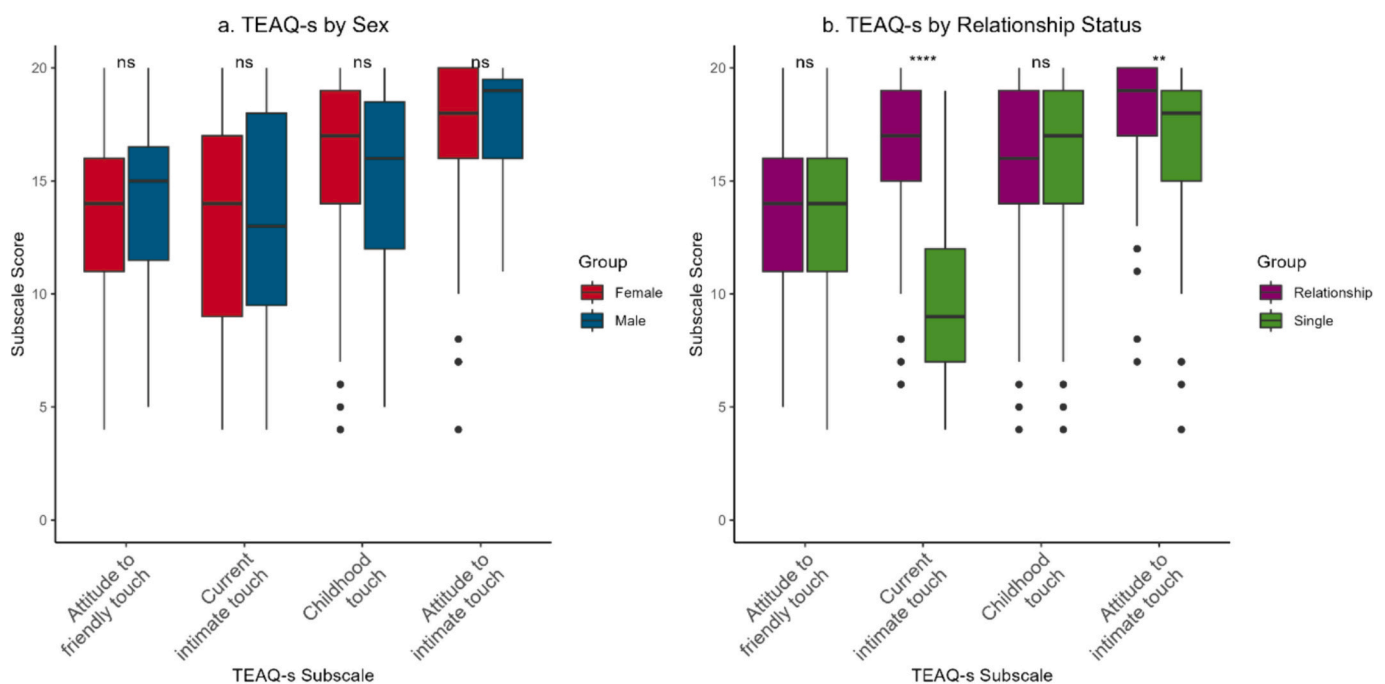 a. TEAQ-s by Sex
ns
ns
ns
ns
20
15
10
5
0
Subscale Score
Attitude to
friendly touch
Current
intimate touch
Childhood
touch
Attitude to
intimate touch
TEAQ-s Subscale
Group
Female
Male
b. TEAQ-s by Relationship Status
ns
****
ns
**
20
15
10
5
0
Subscale Score
Attitude to
friendly touch
Current
intimate touch
Childhood
touch
Attitude to
intimate touch
TEAQ-s Subscale
Group
Relationship
Single